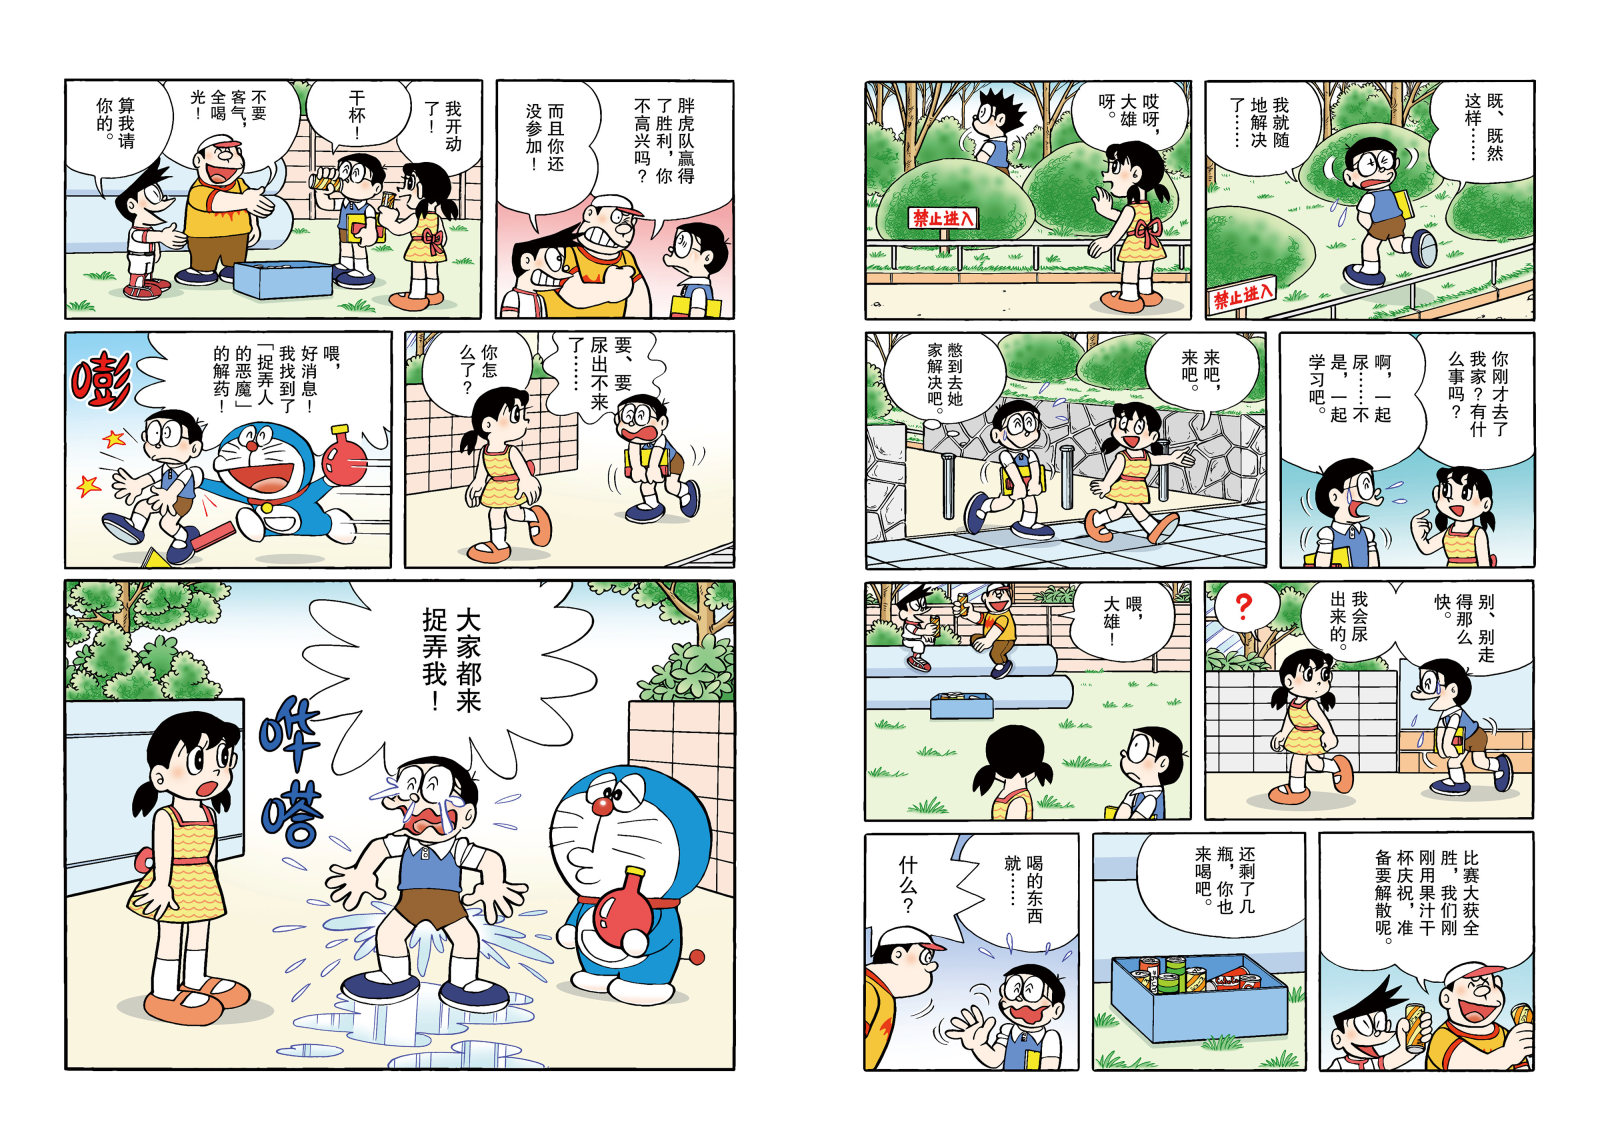 既、既然
这样……
我就随
地解决
了……
禁止进入
哎呀，
大雄
呀。
禁止进入
你刚才去了
我家？有什
么事吗？
啊，一起
尿……不
是，一起
学习吧。
来吧，
来吧。
憋到去她
家解决吧。
别、别走
得那么
快。
我会尿
出来的。
？
喂，
大雄！
比赛大获全
胜，我们刚
刚用果汁干
杯庆祝，准
备要解散呢。
还剩了几
瓶，你也
来喝吧。
喝的东西
就……
什么？
胖虎队赢得
了胜利，你
不高兴吗？
而且你还
没参加！
我开动
了！
干杯！
不要
客气，
全喝
光！
算我请
你的。
要、要
尿出不来
了……
你怎
么了？
喂，
好消息！
我找到了
「捉弄人
的恶魔」
的解药！
嘭
大家都来
捉弄我！
哗
嗒